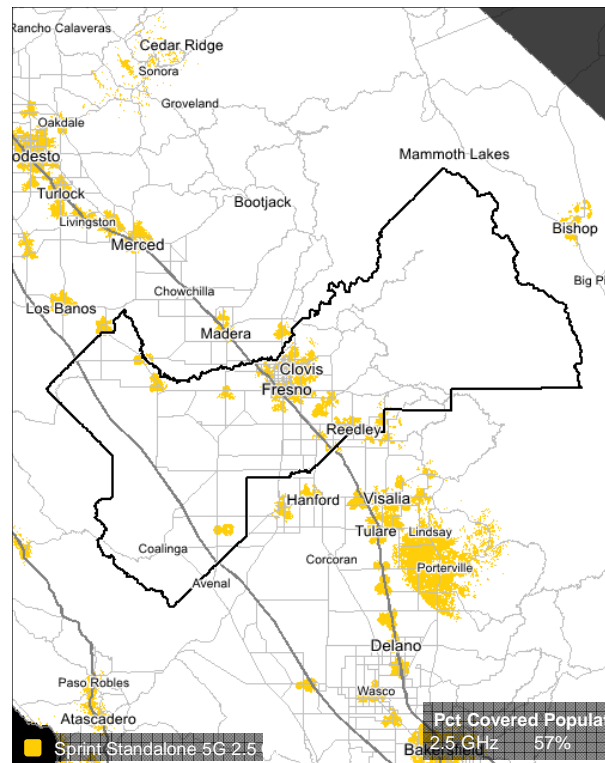 Rancho Calaveras
Cedar Ridge
Sonora
Groveland
Oakdale
odesto
Mammoth Lakes
Turlock
Bootjack
Livingston
Bishop
Merced
Big Pi
Chowchilla
Los Banos
Madera
Clovis
Fresno
Reedley
Hanford
Visalia
Tulare
Lindsay
Coalinga
Corcoran
Porterville
Avenal
Delano
Paso Robles
Wasco
Atascadero
Pct Covered Populat
2.5 GHz 57%
Sprint Standalone 5G 2.5
Bakersfield